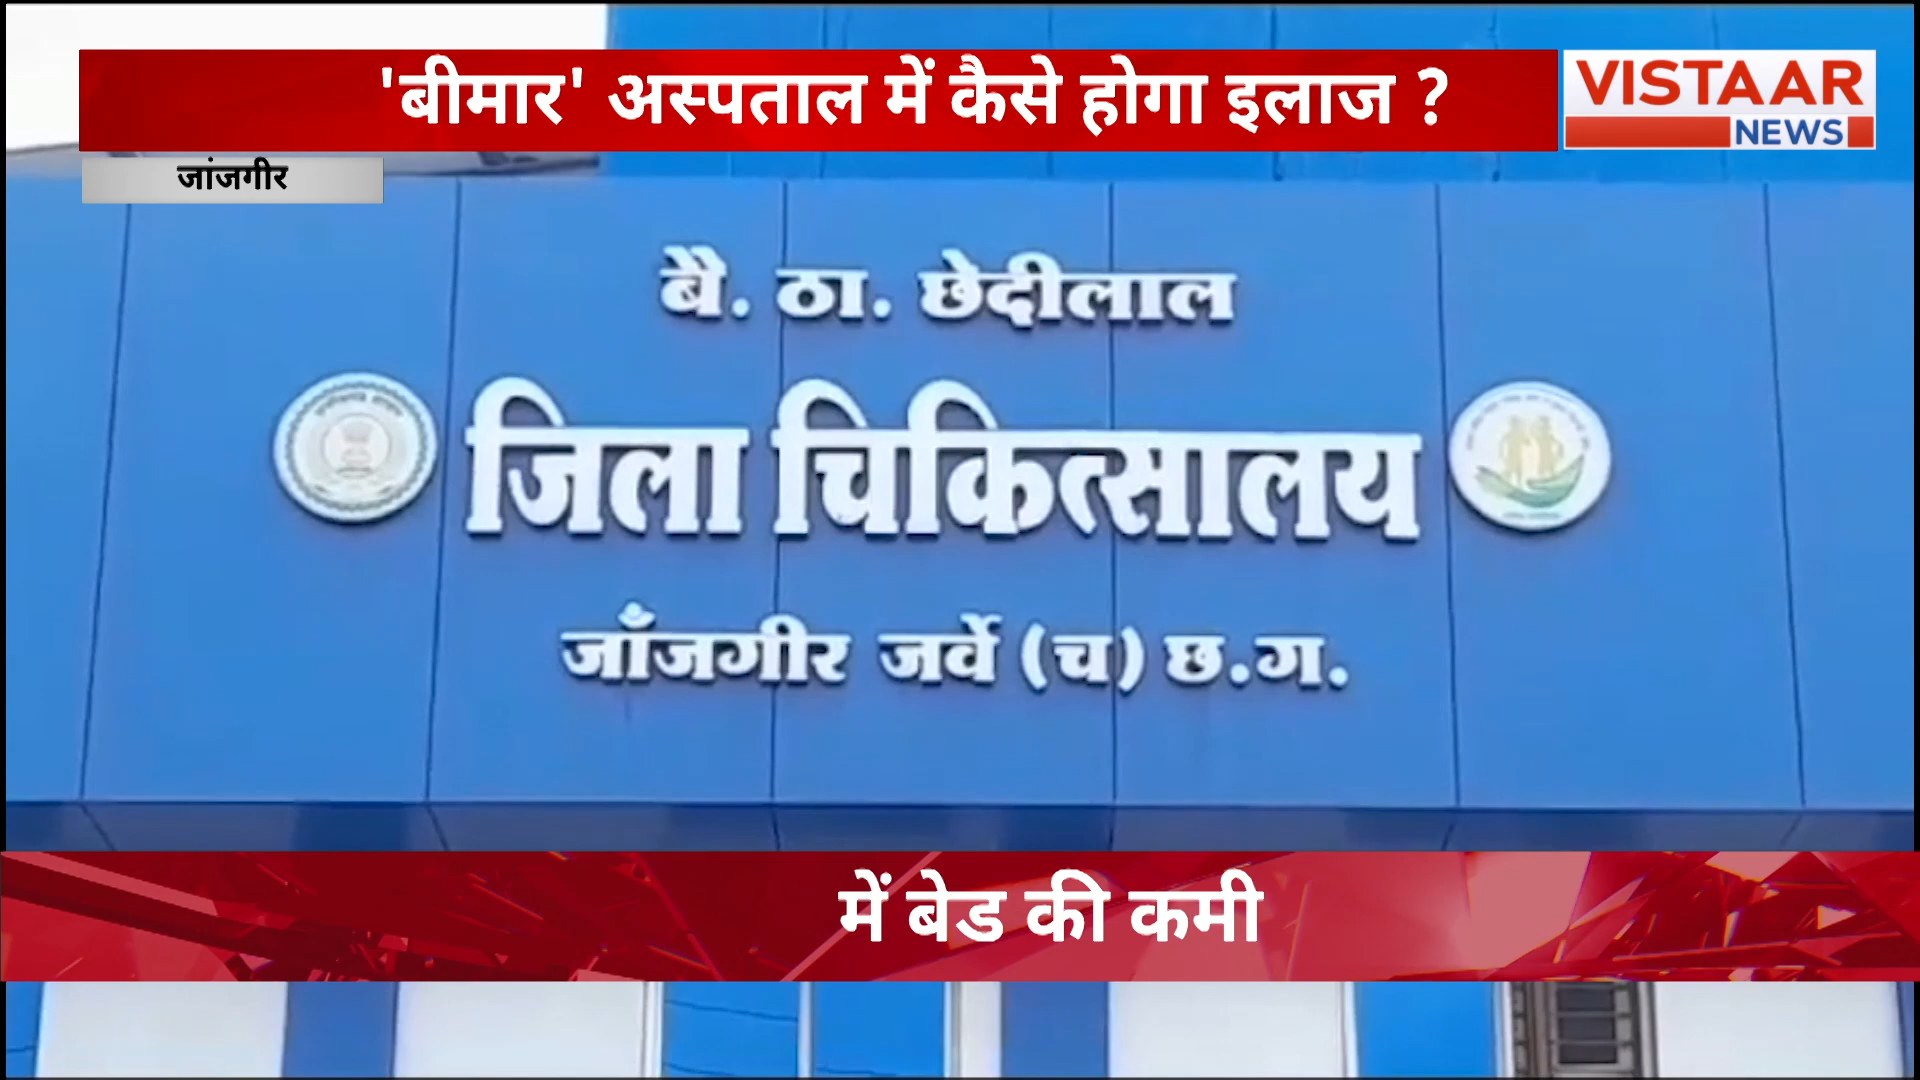 'बीमार' अस्पताल में कैसे होगा इलाज ?
VISTAAR
NEWS
जांजगीर
बै. ठा. छेदीलाल
जिला चिकित्सालय
जाँजगीर जर्वे (च) छ.ग.
में बेड की कमी